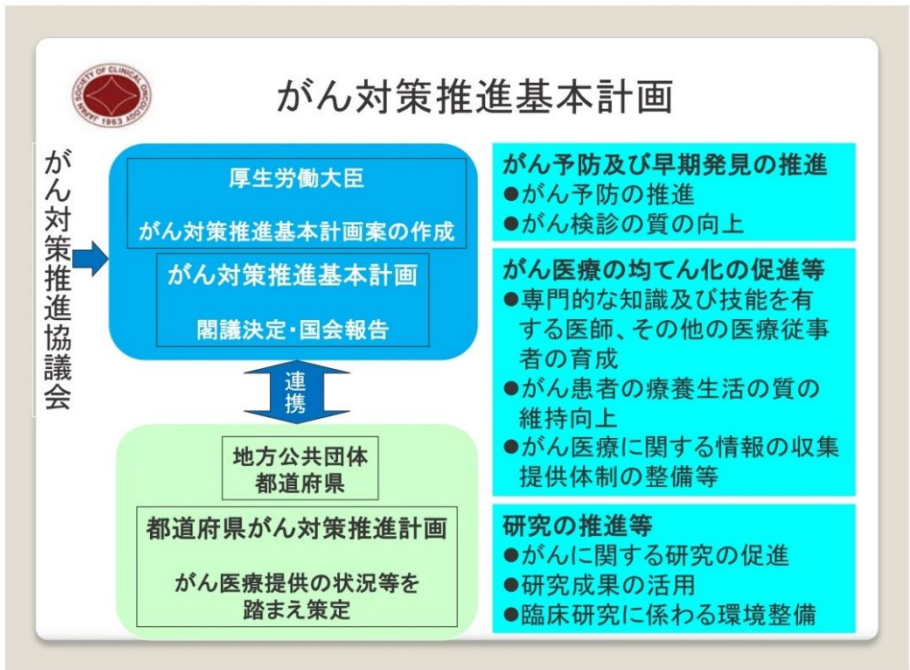 JAPAN SOCIETY OF CLINICAL ONCOLOGY
1963
がん対策推進基本計画
がん対策推進協議会
厚生労働大臣
がん対策推進基本計画案の作成
がん対策推進基本計画
閣議決定・国会報告
連携
地方公共団体
都道府県
都道府県がん対策推進計画
がん医療提供の状況等を
踏まえ策定
がん予防及び早期発見の推進
●がん予防の推進
●がん検診の質の向上
がん医療の均てん化の促進等
●専門的な知識及び技能を有
する医師、その他の医療従事
者の育成
●がん患者の療養生活の質の
維持向上
●がん医療に関する情報の収集
提供体制の整備等
研究の推進等
●がんに関する研究の促進
●研究成果の活用
●臨床研究に係わる環境整備